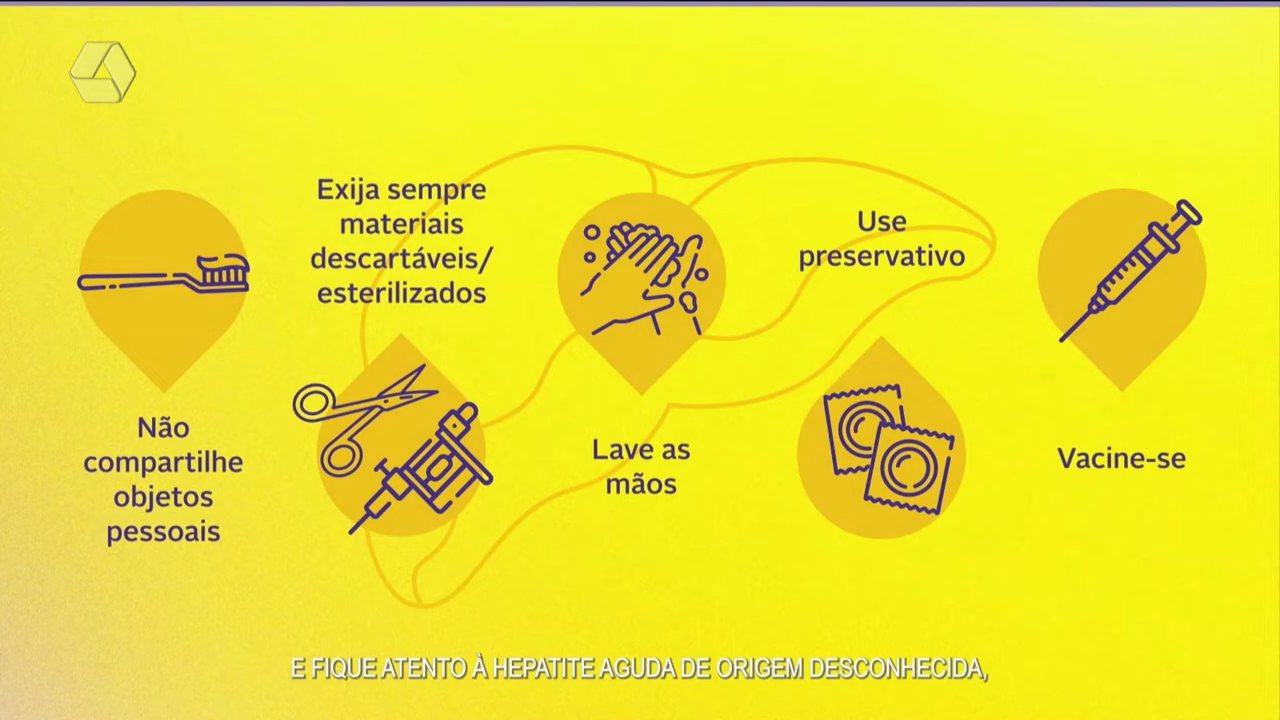 Não
compartilhe
objetos
pessoais
Exija sempre
materiais
descartáveis/
esterilizados
Lave as
mãos
Use
preservativo
Vacine-se
E FIQUE ATENTO À HEPATITE AGUDA DE ORIGEM DESCONHECIDA,